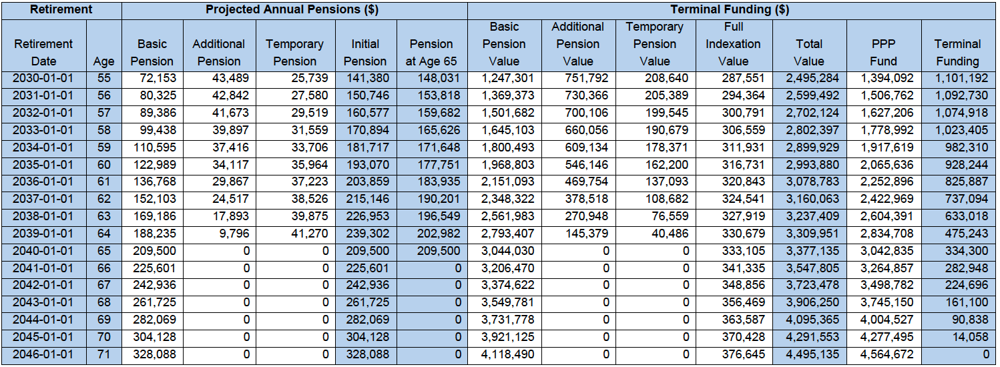 Retirement Projected Annual Pensions ($) Terminal Funding ($)
Basic Additional Temporary Full
Retirement Basic Additional Temporary Initial Pension Pension Pension Pension Indexation Total PPP Terminal
Date Age Pension Pension Pension Pension at Age 65 Value Value Value Value Value Fund Funding
2030-01-01 55 72,153 43,489 25,739 141,380 148,031 1,247,301 751,792 208,640 287,551 2,495,284 1,394,092 1,101,192
2031-01-01 56 80,325 42,842 27,580 150,746 153,818 1,369,373 730,366 205,389 294,364 2,599,492 1,506,762 1,092,730
2032-01-01 57 89,386 41,673 29,519 160,577 159,682 1,501,682 700,106 199,545 300,791 2,702,124 1,627,206 1,074,918
2033-01-01 58 99,438 39,897 31,559 170,894 165,626 1,645,103 660,056 190,679 306,559 2,802,397 1,778,992 1,023,405
2034-01-01 59 110,595 37,416 33,706 181,717 171,648 1,800,493 609,134 178,371 311,931 2,899,929 1,917,619 982,310
2035-01-01 60 122,989 34,117 35,964 193,070 177,751 1,968,803 546,146 162,200 316,731 2,993,880 2,065,636 928,244
2036-01-01 61 136,768 29,867 37,223 203,859 183,935 2,151,093 469,754 137,093 320,843 3,078,783 2,252,896 825,887
2037-01-01 62 152,103 24,517 38,526 215,146 190,201 2,348,322 378,518 108,682 324,541 3,160,063 2,422,969 737,094
2038-01-01 63 169,186 17,893 39,875 226,953 196,549 2,561,983 270,948 76,559 327,919 3,237,409 2,604,391 633,018
2039-01-01 64 188,235 9,796 41,270 239,302 202,982 2,793,407 145,379 40,486 330,679 3,309,951 2,834,708 475,243
2040-01-01 65 209,500 0 0 209,500 209,500 3,044,030 0 0 333,105 3,377,135 3,042,835 334,300
2041-01-01 66 225,601 0 0 225,601 0 3,206,470 0 0 341,335 3,547,805 3,264,857 282,948
2042-01-01 67 242,936 0 0 242,936 0 3,374,622 0 0 348,856 3,723,478 3,498,782 224,696
2043-01-01 68 261,725 0 0 261,725 0 3,549,781 0 0 356,469 3,906,250 3,745,150 161,100
2044-01-01 69 282,069 0 0 282,069 0 3,731,778 0 0 363,587 4,095,365 4,004,527 90,838
2045-01-01 70 304,128 0 0 304,128 0 3,921,125 0 0 370,428 4,291,553 4,277,495 14,058
2046-01-01 71 328,088 0 0 328,088 0 4,118,490 0 0 376,645 4,495,135 4,564,672 0